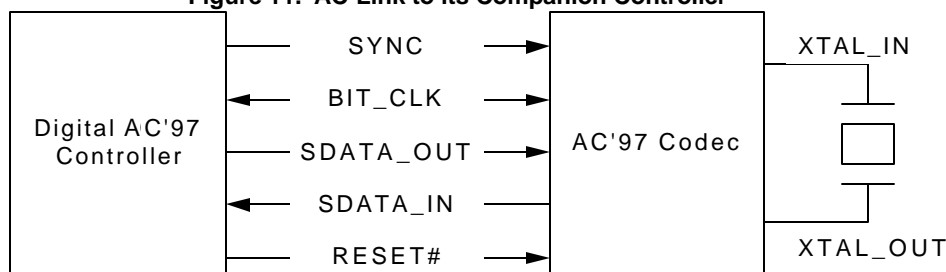 Figure 11. AC-Link to its Companion Controller
SYNC
XTAL_IN
BIT_CLK
Digital AC'97
Controller
AC'97 Codec
SDATA_OUT
SDATA_IN
RESET#
XTAL_OUT